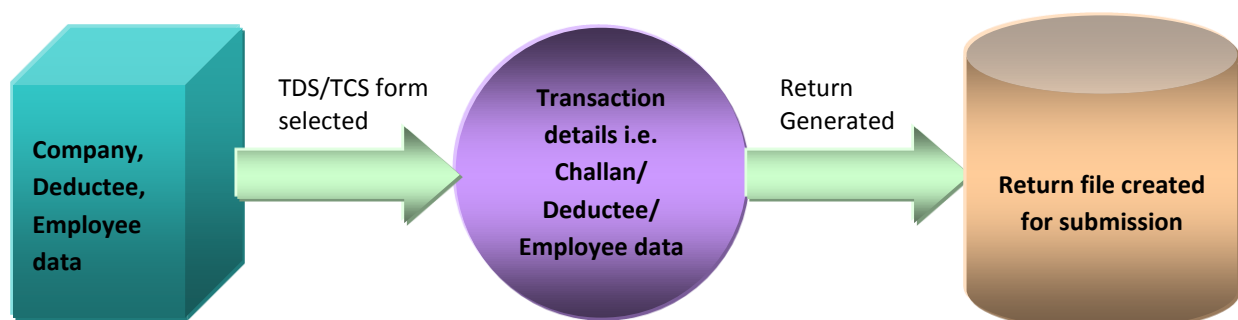 Company,
Deductee,
Employee
data
TDS/TCS form
selected
Transaction
details i.e.
Challan/
Deductee/
Employee data
Return
Generated
Return file created
for submission